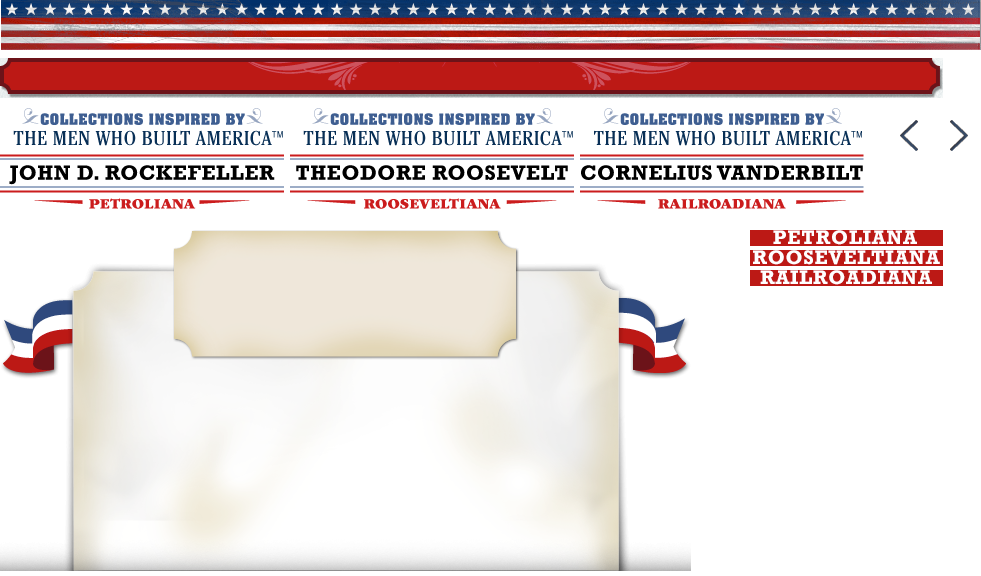 COLLECTIONS INSPIRED BY
THE MEN WHO BUILT AMERICA™
JOHN D. ROCKEFELLER
PETROLIANA
COLLECTIONS INSPIRED BY
THE MEN WHO BUILT AMERICA™
THEODORE ROOSEVELT
ROOSEVELTIANA
COLLECTIONS INSPIRED BY
THE MEN WHO BUILT AMERICA™
CORNELIUS VANDERBILT
RAILROADIANA
PETROLIANA
ROOSEVELTIANA
RAILROADIANA